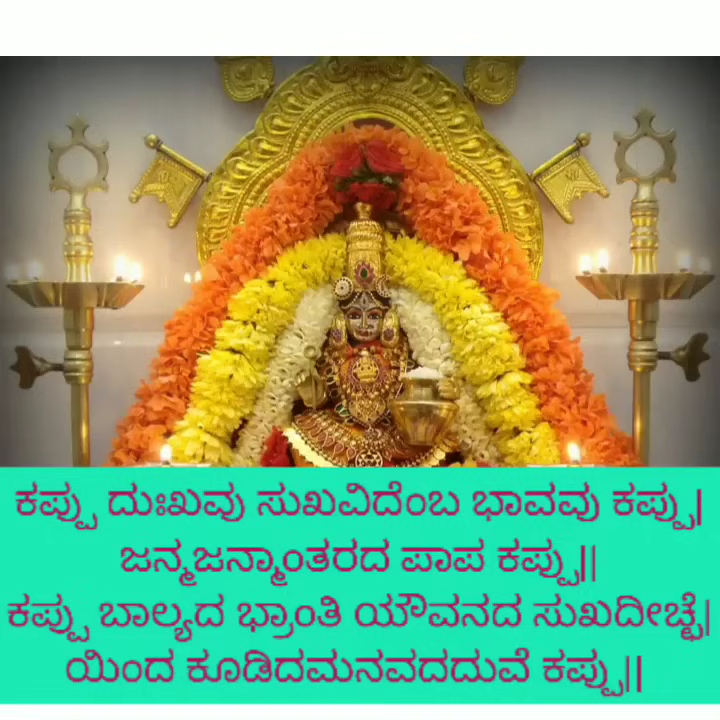 ಕಪ್ಪು ದುಃಖವು ಸುಖವಿದೆಂಬ ಭಾವವು ಕಪ್ಪು|
ಜನ್ಮಜನ್ಮಾಂತರದ ಪಾಪ ಕಪ್ಪು||
ಕಪ್ಪು ಬಾಲ್ಯದ ಭ್ರಾಂತಿ ಯೌವನದ ಸುಖದೀಚ್ಛೆ|
ಯಿಂದ ಕೂಡಿದಮನವದದುವೆ ಕಪ್ಪು||